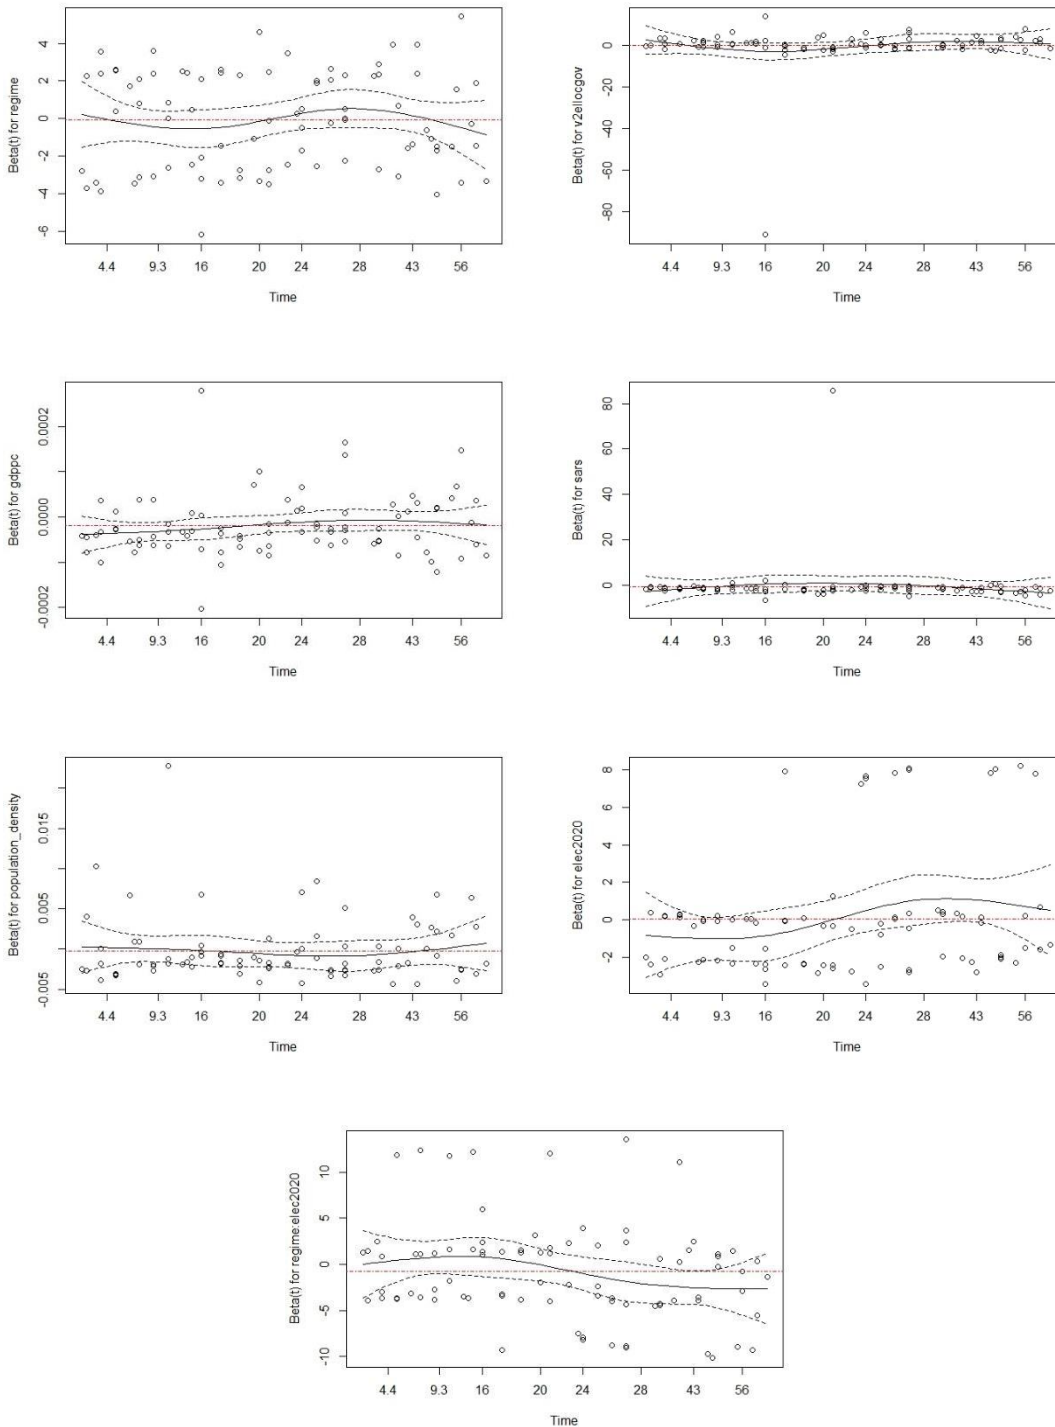 Beta(t) for regime
4
2
0
-2
-4
-6
4.4 9.3 16 20 24 28 43 56
Time
Beta(t) for v2ellocgov
0
-20
-40
-60
-80
4.4 9.3 16 20 24 28 43 56
Time
Beta(t) for gdppc
0.0002
0.0000
-0.0002
4.4 9.3 16 20 24 28 43 56
Time
Beta(t) for sars
80
60
40
20
0
4.4 9.3 16 20 24 28 43 56
Time
Beta(t) for population_density
0.015
0.005
-0.005
4.4 9.3 16 20 24 28 43 56
Time
Beta(t) for elec2020
8
6
4
2
0
-2
4.4 9.3 16 20 24 28 43 56
Time
Beta(t) for regime:elec2020
10
5
0
-5
-10
4.4 9.3 16 20 24 28 43 56
Time